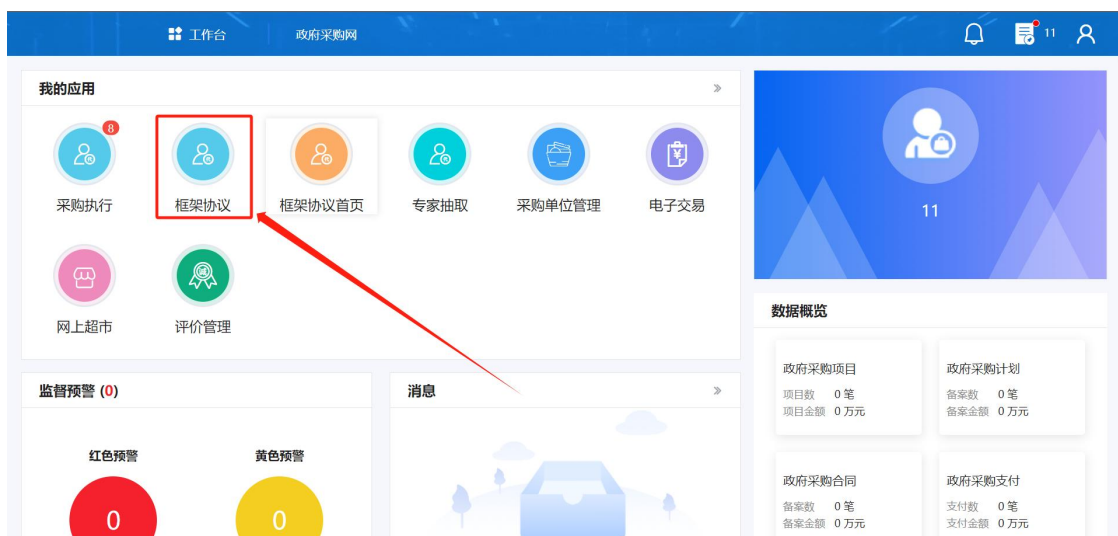 工作台 政府采购网 11
我的应用
8
采购执行 框架协议 框架协议首页 专家抽取 采购单位管理 电子交易
网上超市 评价管理
11
数据概览
政府采购项目
项目数 0 笔
项目金额 0 万元
政府采购计划
备案数 0 笔
备案金额 0 万元
监督预警 (0)
红色预警 黄色预警
0 0
消息
政府采购合同
备案数 0 笔
备案金额 0 万元
政府采购支付
支付数 0 笔
支付金额 0 万元